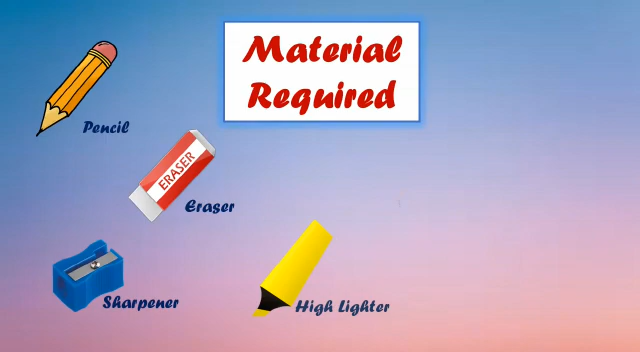 Material
Required
Pencil
ERASER
Eraser
Sharpener
High Lighter